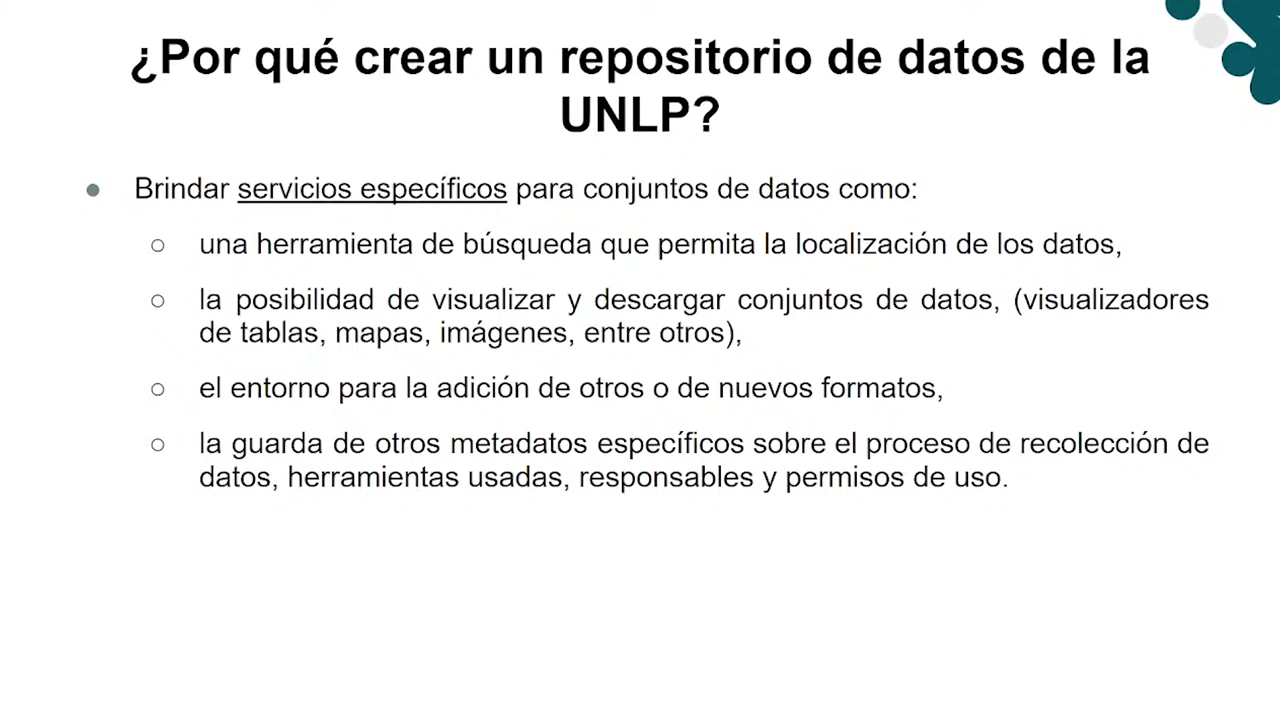 ¿Por qué crear un repositorio de datos de la
UNLP?
● Brindar servicios específicos para conjuntos de datos como:
○ una herramienta de búsqueda que permita la localización de los datos,
○ la posibilidad de visualizar y descargar conjuntos de datos, (visualizadores
de tablas, mapas, imágenes, entre otros),
○ el entorno para la adición de otros o de nuevos formatos,
○ la guarda de otros metadatos específicos sobre el proceso de recolección de
datos, herramientas usadas, responsables y permisos de uso.